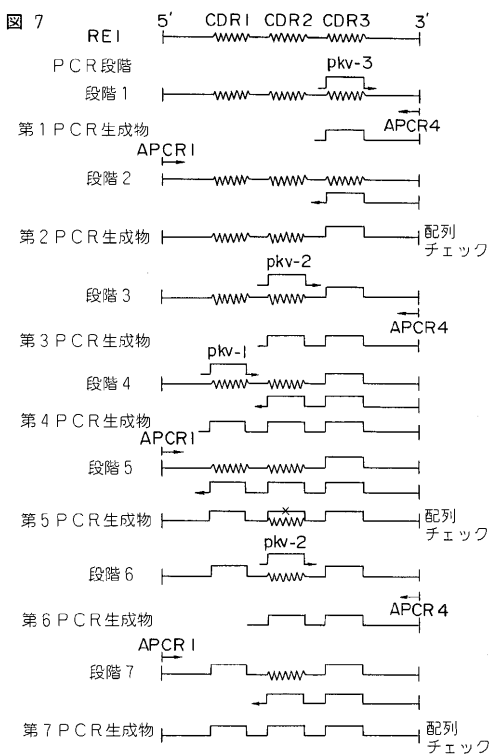 図 7
5′ CDR1 CDR2 CDR3 3′
REI
PCR段階
pkv-3
段階1
APCR4
第1PCR生成物
APCR1
段階2
第2PCR生成物
配列
チェック
pkv-2
段階3
APCR4
第3PCR生成物
pkv-1
段階4
第4PCR生成物
APCR1
段階5
第5PCR生成物
×
配列
チェック
pkv-2
段階6
APCR4
第6PCR生成物
APCR1
段階7
第7PCR生成物
配列
チェック